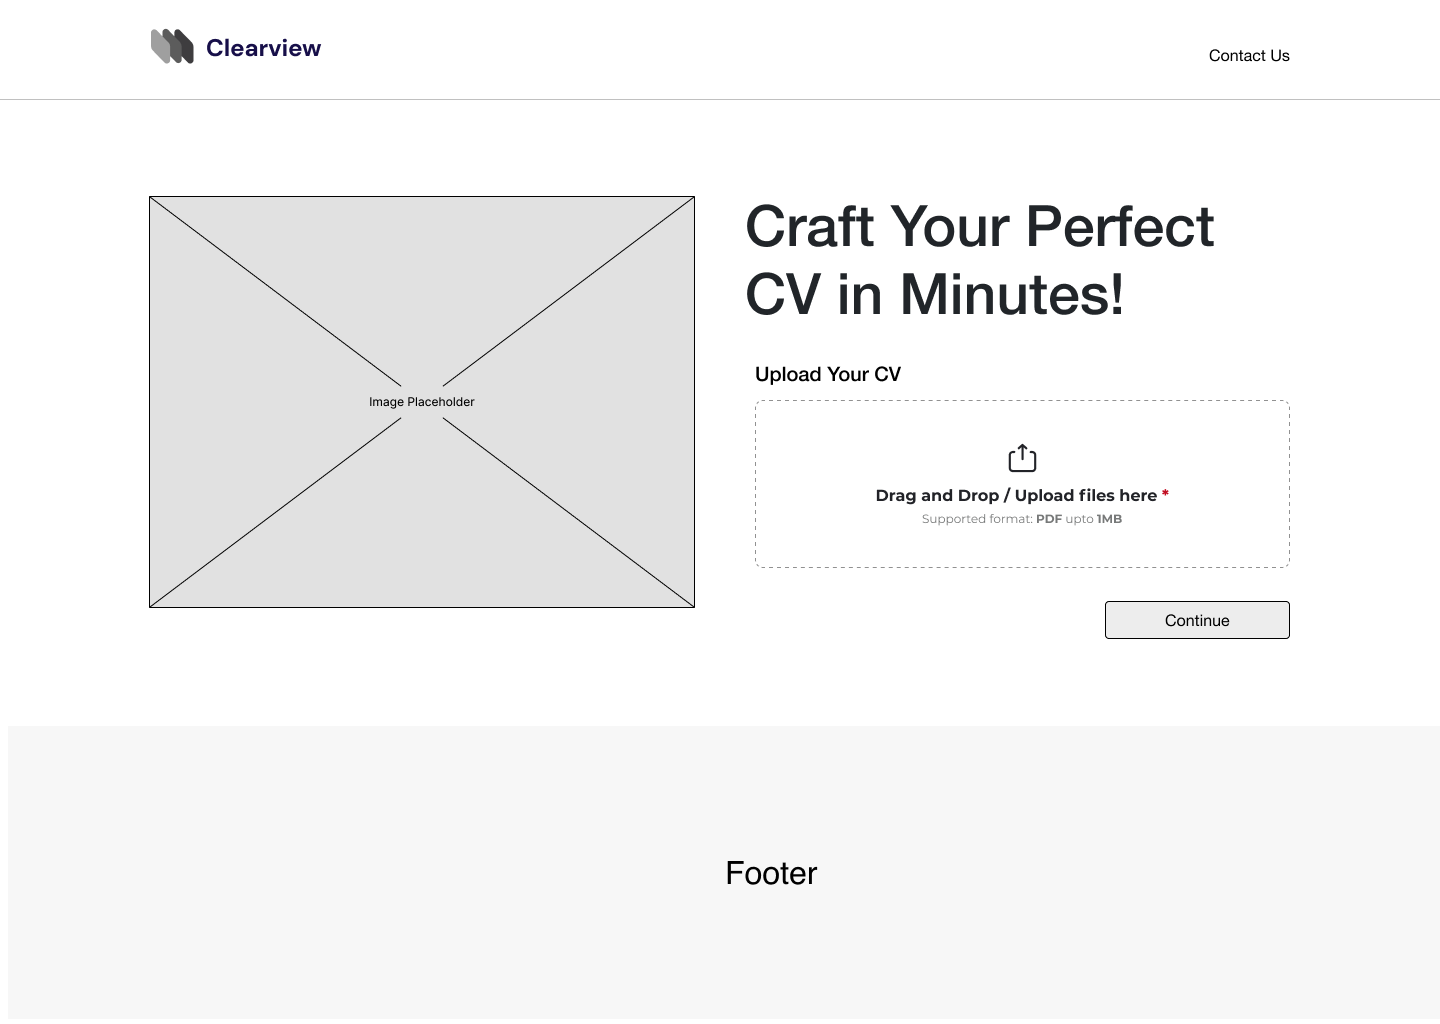 Clearview
Contact Us
Image Placeholder
Craft Your Perfect
CV in Minutes!
Upload Your CV
Drag and Drop / Upload files here *
Supported format: PDF upto 1MB
Continue
Footer